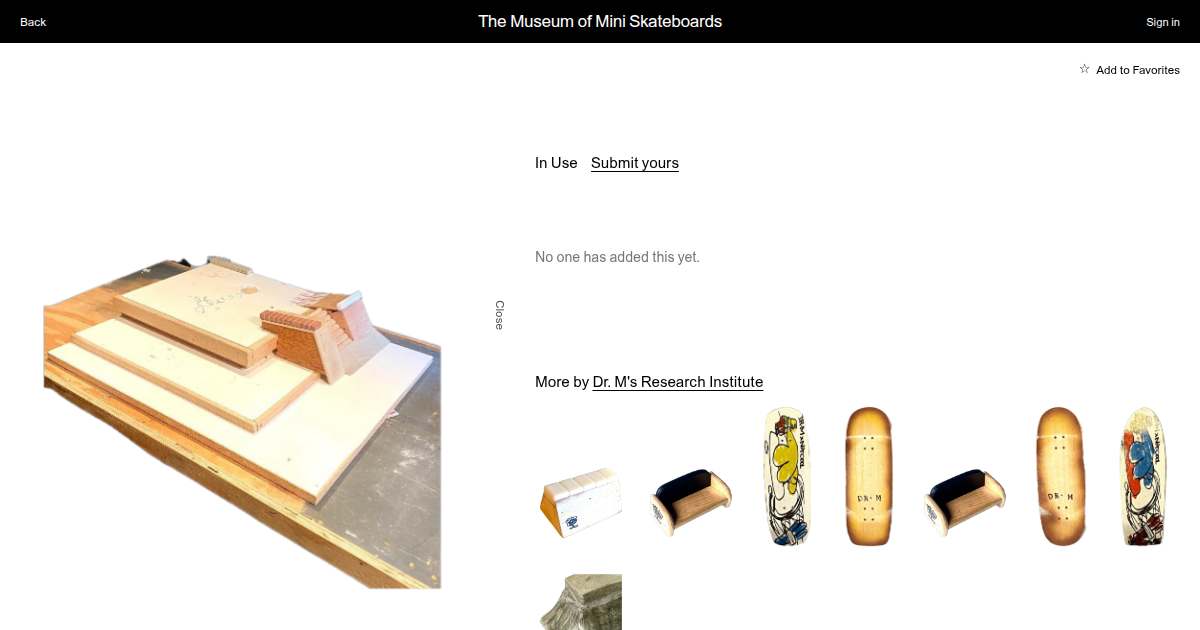 Back
The Museum of Mini Skateboards
Sign in
☆ Add to Favorites
In Use Submit yours
No one has added this yet.
Close
More by Dr. M's Research Institute
DR. M
DR. M